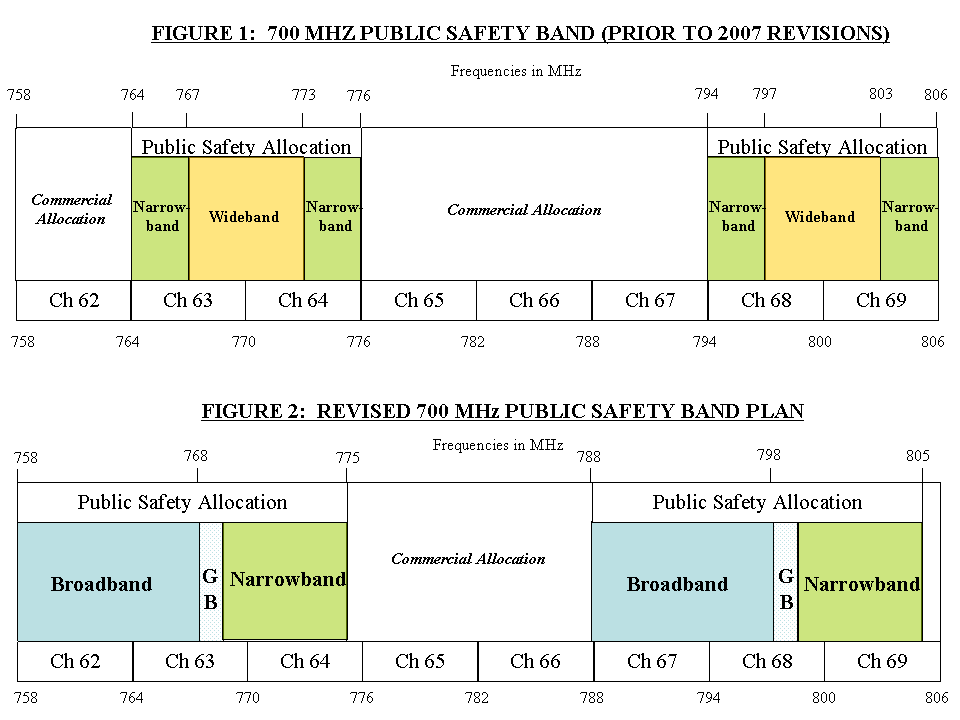 FIGURE 1: 700 MHZ PUBLIC SAFETY BAND (PRIOR TO 2007 REVISIONS)
Frequencies in MHz
758 764 767 773 776 794 797 803 806
Public Safety Allocation Public Safety Allocation
Commercial
Allocation
Narrow-
band
Wideband
Narrow-
band
Commercial Allocation
Narrow-
band
Wideband
Narrow-
band
Ch 62 Ch 63 Ch 64 Ch 65 Ch 66 Ch 67 Ch 68 Ch 69
758 764 770 776 782 788 794 800 806
FIGURE 2: REVISED 700 MHz PUBLIC SAFETY BAND PLAN
Frequencies in MHz
758 768 775 788 798 805
Public Safety Allocation Public Safety Allocation
Broadband
G
B
Narrowband
Commercial Allocation
Broadband
G
B
Narrowband
Ch 62 Ch 63 Ch 64 Ch 65 Ch 66 Ch 67 Ch 68 Ch 69
758 764 770 776 782 788 794 800 806